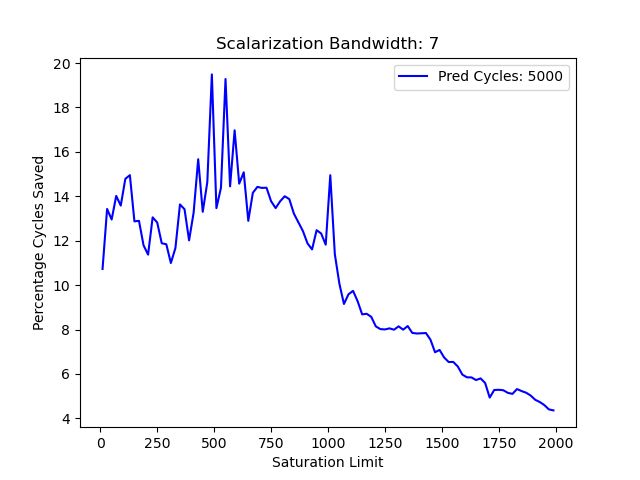 Scalarization Bandwidth: 7
Pred Cycles: 5000
Percentage Cycles Saved
20
18
16
14
12
10
8
6
4
0 250 500 750 1000 1250 1500 1750 2000
Saturation Limit